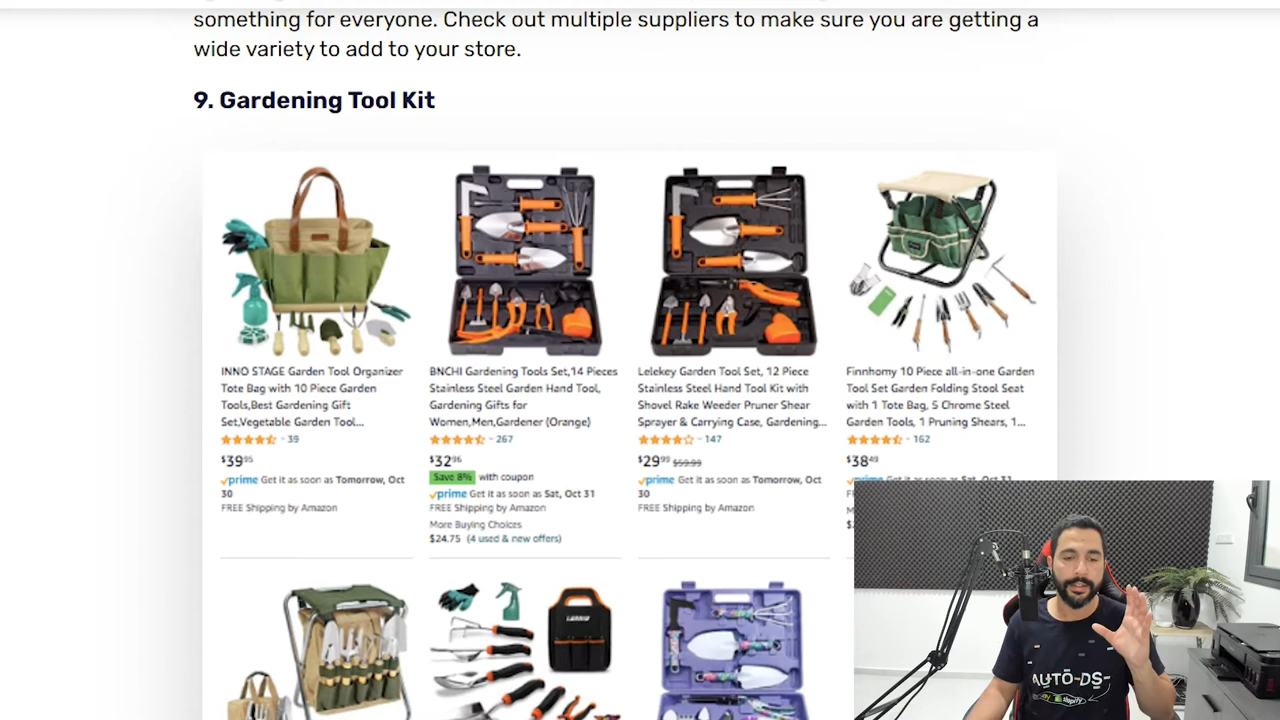 something for everyone. Check out multiple suppliers to make sure you are getting a
wide variety to add to your store.
9. Gardening Tool Kit
INNO STAGE Garden Tool Organizer
Tote Bag with 10 Piece Garden
Tools,Best Gardening Gift
Set,Vegetable Garden Tool...
39
$39.95
prime Get it as soon as Tomorrow, Oct
30
FREE Shipping by Amazon
BNCHI Gardening Tools Set,14 Pieces
Stainless Steel Garden Hand Tool,
Gardening Gifts for
Women,Men,Gardener (Orange)
267
$32.96
Save 8% with coupon
prime Get it as soon as Sat, Oct 31
FREE Shipping by Amazon
More Buying Choices
$24.75 (4 used & new offers)
Lelekey Garden Tool Set, 12 Piece
Stainless Steel Hand Tool Kit with
Shovel Rake Weeder Pruner Shear
Sprayer & Carrying Case, Gardening...
147
$29.99 $59.99
prime Get it as soon as Tomorrow, Oct
30
FREE Shipping by Amazon
Finnhomy 10 Piece all-in-one Garden
Tool Set Garden Folding Stool Seat
with 1 Tote Bag, 5 Chrome Steel
Garden Tools, 1 Pruning Shears, 1...
162
$38.49
AUTO-DS
shopify